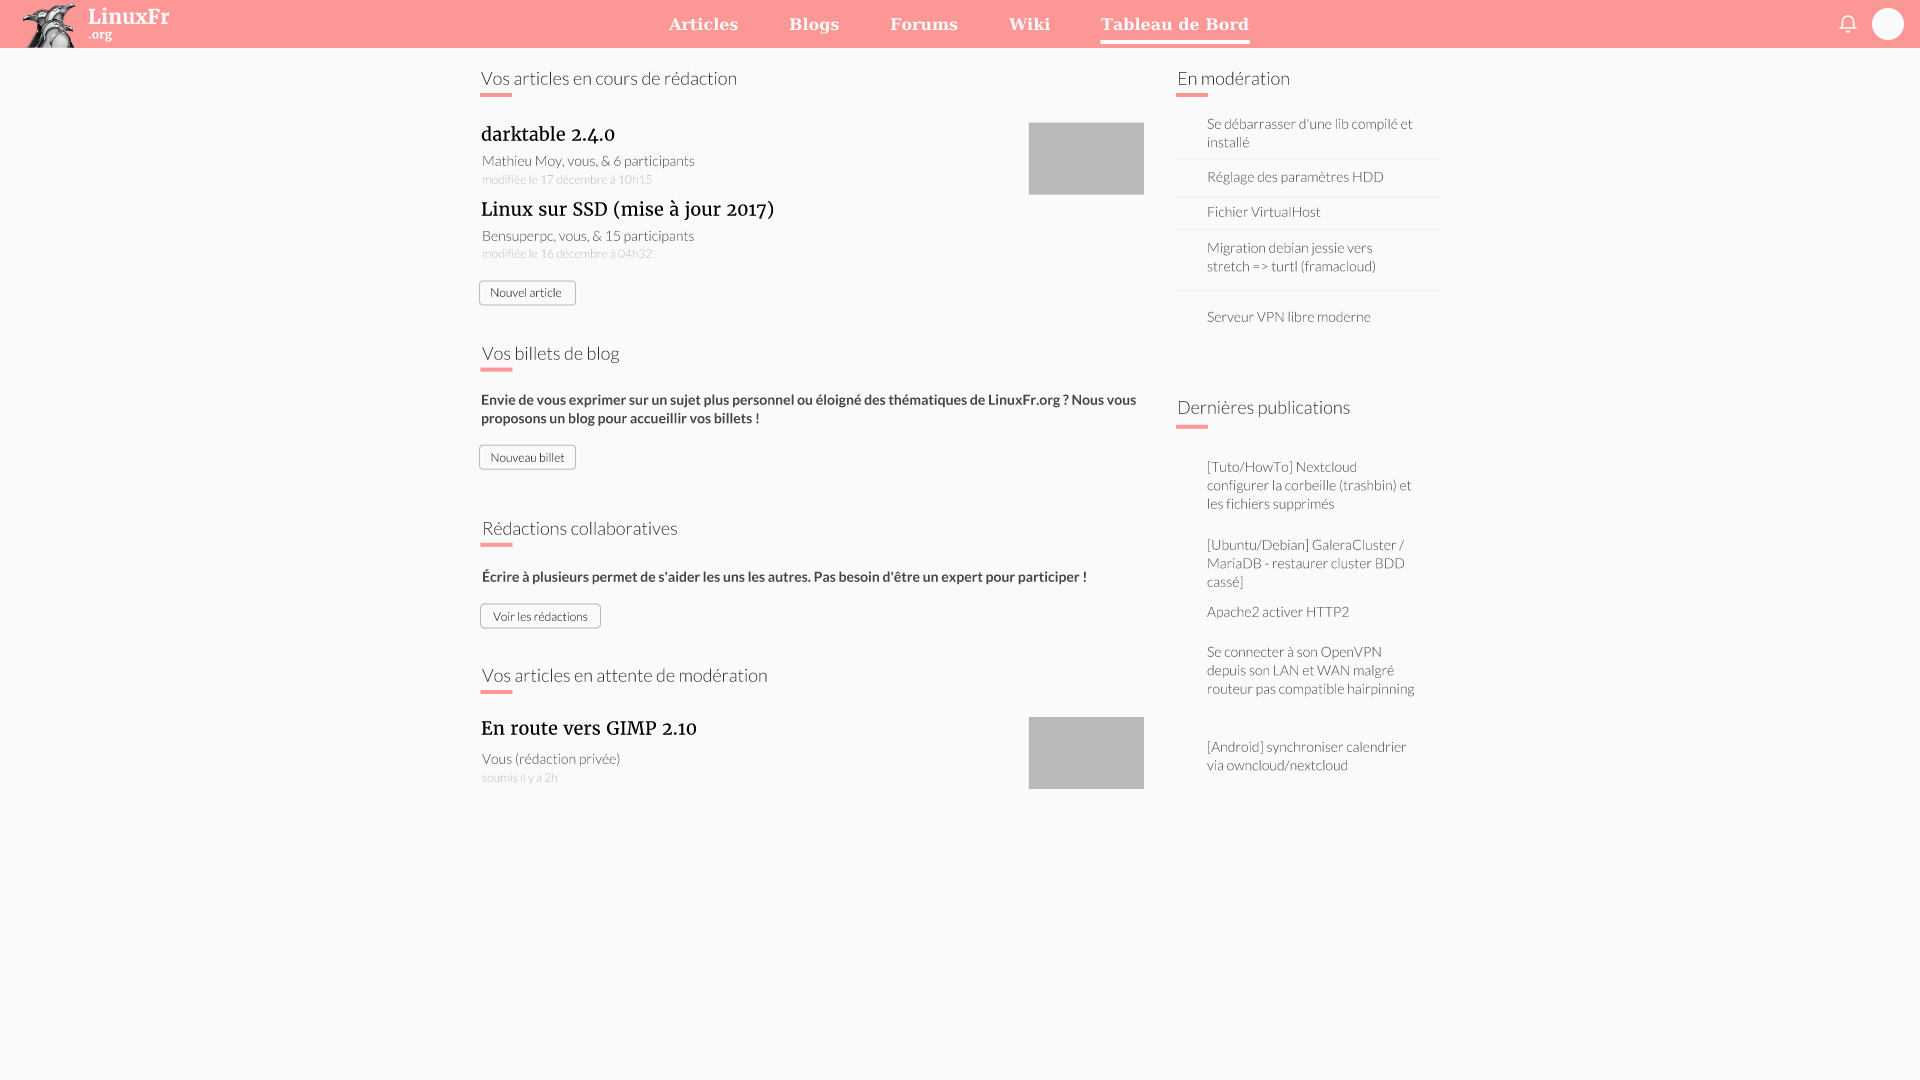 LinuxFr
.org
Articles
Blogs
Forums
Wiki
Tableau de Bord
Vos articles en cours de rédaction
darktable 2.4.0
Mathieu Moy, vous, & 6 participants
modifiée le 17 décembre à 10h15
Linux sur SSD (mise à jour 2017)
Bensuperpc, vous, & 15 participants
modifiée le 16 décembre à 04h32
Nouvel article
Vos billets de blog
Envie de vous exprimer sur un sujet plus personnel ou éloigné des thématiques de LinuxFr.org ? Nous vous
proposons un blog pour accueillir vos billets !
Nouveau billet
Rédactions collaboratives
Écrire à plusieurs permet de s'aider les uns les autres. Pas besoin d'être un expert pour participer !
Voir les rédactions
Vos articles en attente de modération
En route vers GIMP 2.10
Vous (rédaction privée)
soumis il y a 2h
En modération
Se débarrasser d'une lib compilé et
installé
Réglage des paramètres HDD
Fichier VirtualHost
Migration debian jessie vers
stretch => turtl (framacloud)
Serveur VPN libre moderne
Dernières publications
[Tuto/HowTo] Nextcloud
configurer la corbeille (trashbin) et
les fichiers supprimés
[Ubuntu/Debian] GaleraCluster /
MariaDB - restaurer cluster BDD
cassé]
Apache2 activer HTTP2
Se connecter à son OpenVPN
depuis son LAN et WAN malgré
routeur pas compatible hairpinning
[Android] synchroniser calendrier
via owncloud/nextcloud